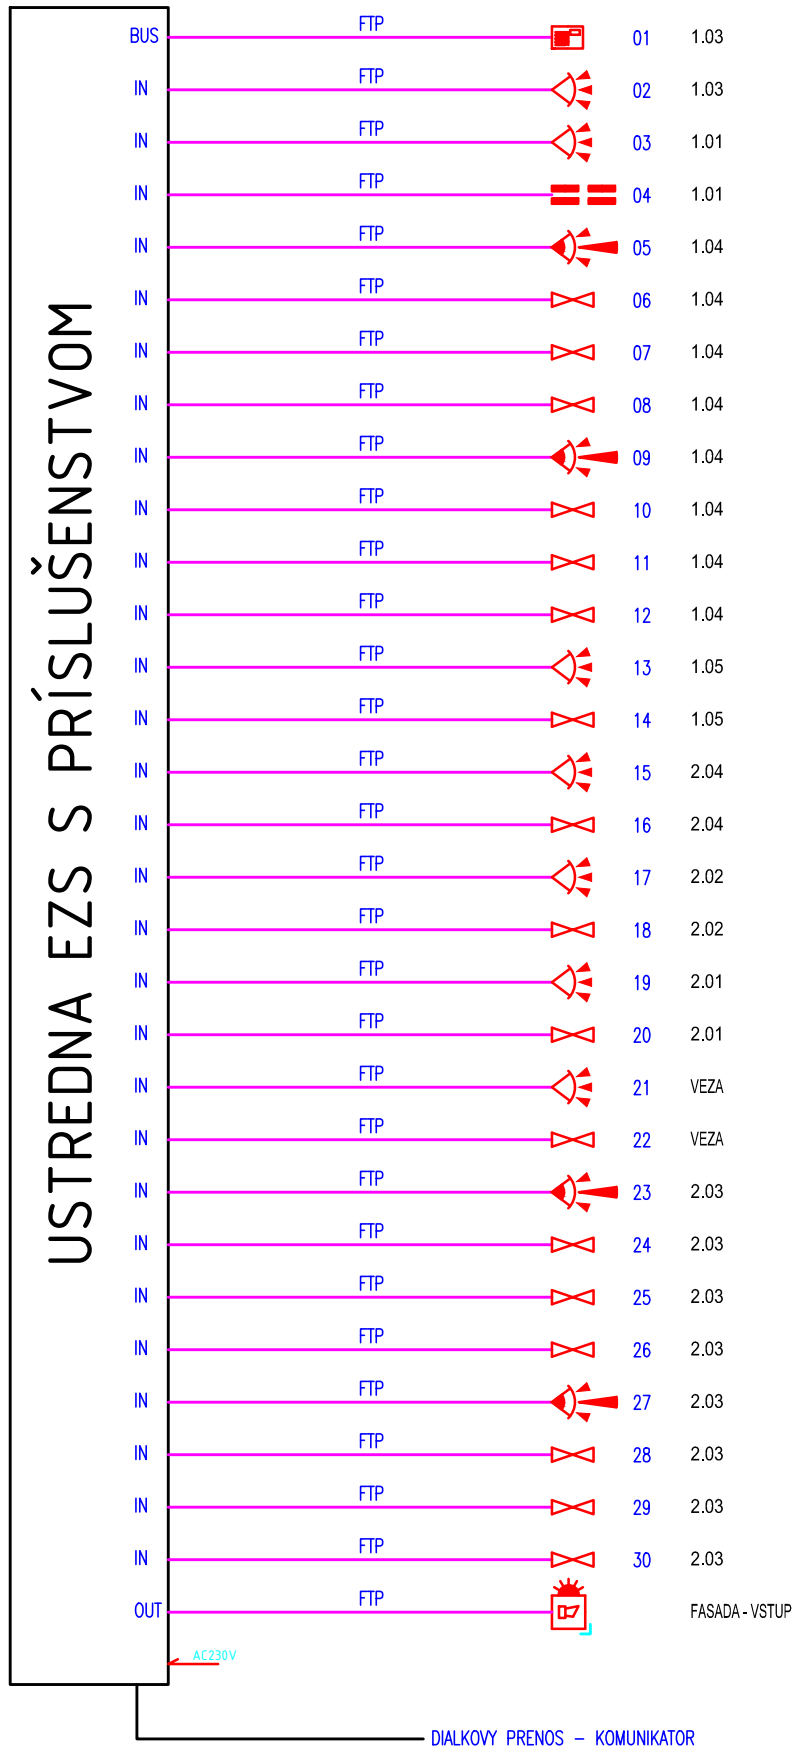 USTREDNA EZS S PRÍSLUŠENSTVOM
BUS FTP 01 1.03
IN FTP 02 1.03
IN FTP 03 1.01
IN FTP 04 1.01
IN FTP 05 1.04
IN FTP 06 1.04
IN FTP 07 1.04
IN FTP 08 1.04
IN FTP 09 1.04
IN FTP 10 1.04
IN FTP 11 1.04
IN FTP 12 1.04
IN FTP 13 1.05
IN FTP 14 1.05
IN FTP 15 2.04
IN FTP 16 2.04
IN FTP 17 2.02
IN FTP 18 2.02
IN FTP 19 2.01
IN FTP 20 2.01
IN FTP 21 VEZA
IN FTP 22 VEZA
IN FTP 23 2.03
IN FTP 24 2.03
IN FTP 25 2.03
IN FTP 26 2.03
IN FTP 27 2.03
IN FTP 28 2.03
IN FTP 29 2.03
IN FTP 30 2.03
OUT FTP FASADA - VSTUP
AC230V
DIALKOVY PRENOS – KOMUNIKATOR